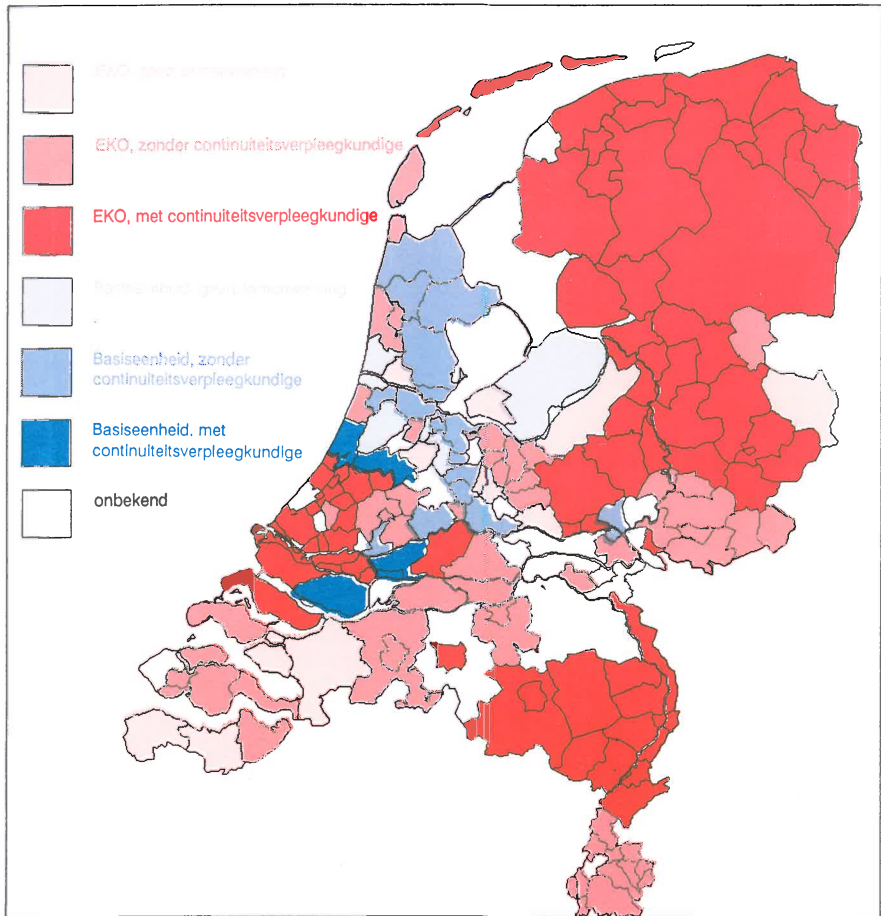 EKO, zonder continuiteitsverpleegkundige
EKO, met continuiteitsverpleegkundige
Basiseenheid, zonder
continuiteitsverpleegkundige
Basiseenheid, met
continuiteitsverpleegkundige
onbekend